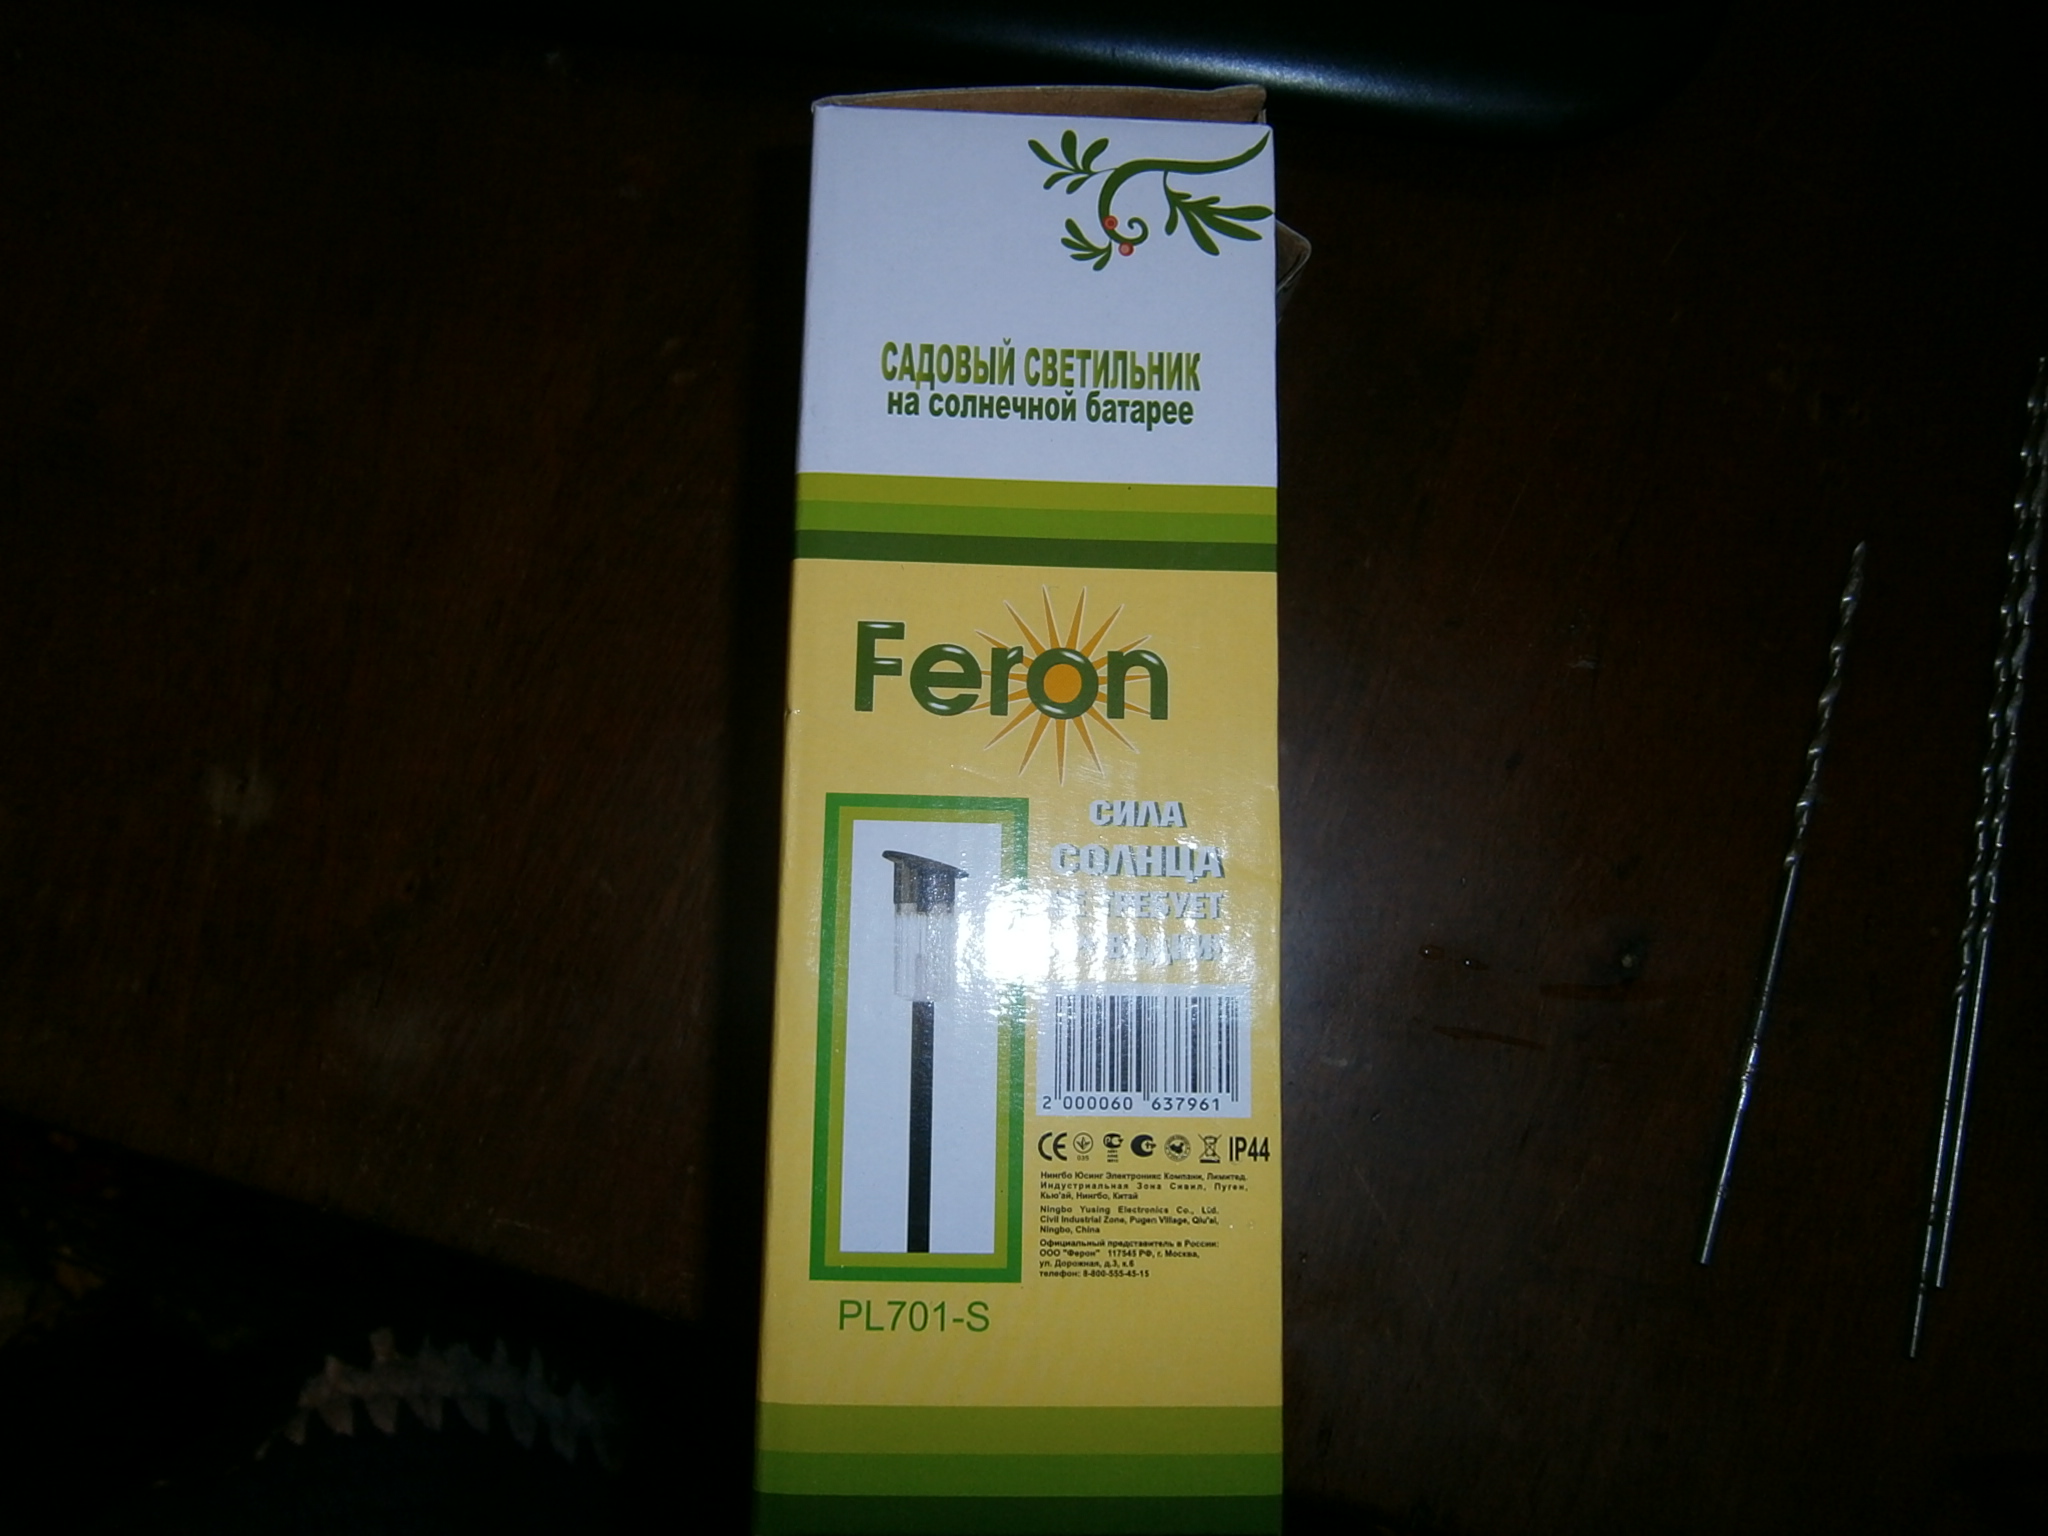 САДОВЫЙ СВЕТИЛЬНИК
на солнечной батарее
Feron
СИЛА
СОЛНЦА
ТРЕБУЕТ
2 000060 637961
CE
IP44
Нингбо Юсинг Электроникс Компани, Лимитед.
Индустриальная Зона Сивил, Пуген,
Кью'ай, Нингбо, Китай
Ningbo Yusing Electronics Co., Ltd.
Civil Industrial Zone, Pugen Village, Qiu'ai,
Ningbo, China
Официальный представитель в России:
ООО "Ферон" 117545 РФ, г. Москва,
ул. Дорожная, д.3, к.6
телефон: 8-800-555-45-15
PL701-S